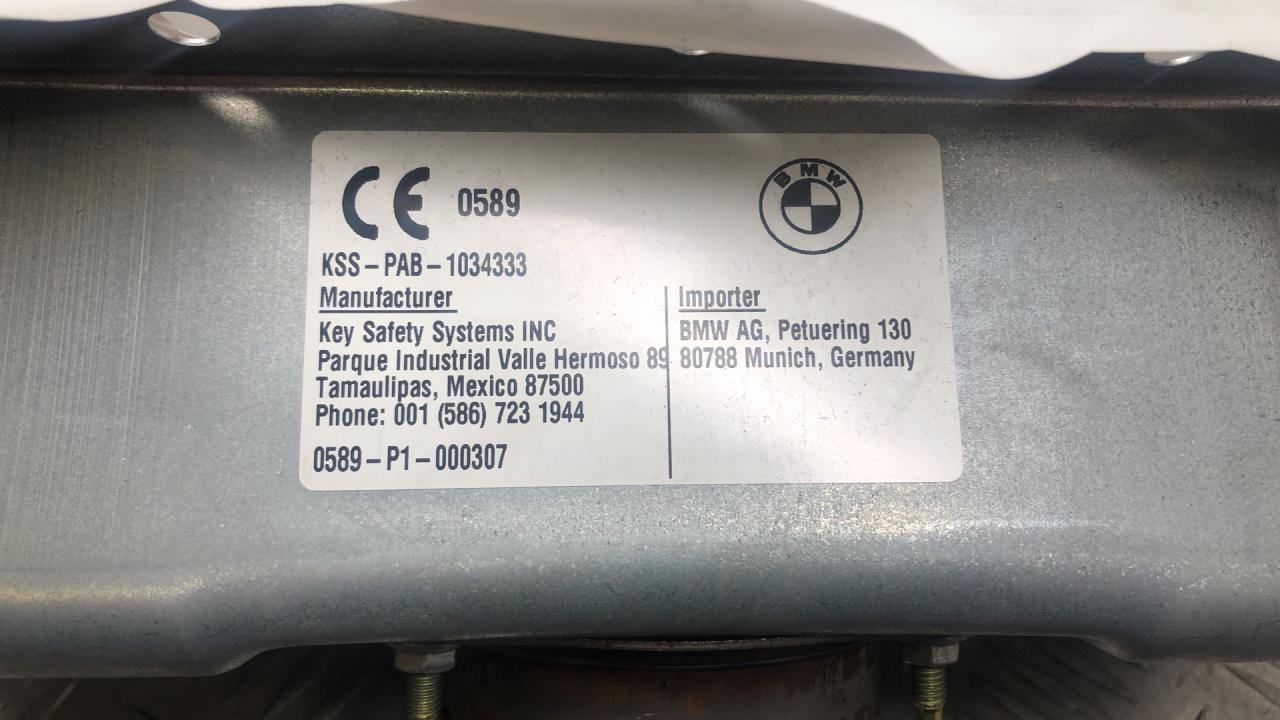 CE 0589
BMW
KSS-PAB-1034333
Manufacturer
Key Safety Systems INC
Parque Industrial Valle Hermoso 89
Tamaulipas, Mexico 87500
Phone: 001 (586) 723 1944
0589-P1-000307
Importer
BMW AG, Petuering 130
80788 Munich, Germany